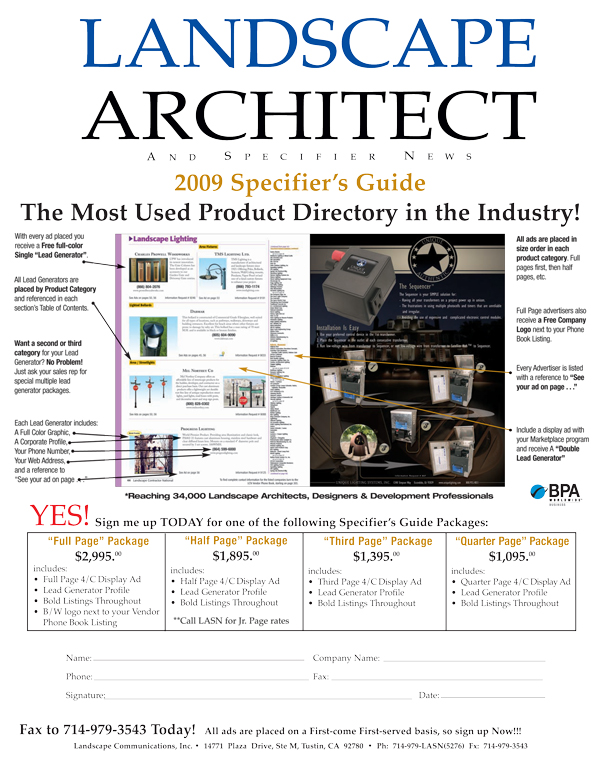 LANDSCAPE
ARCHITECT
AND SPECIFIER NEWS
2009 Specifier's Guide
The Most Used Product Directory in the Industry!
With every ad placed you
receive a Free full-color
Single "Lead Generator".
All Lead Generators are
placed by Product Category
and referenced in each
section's Table of Contents.
Want a second or third
category for your Lead
Generator? No Problem!
Just ask your sales rep for
special multiple lead
generator packages.
Each Lead Generator includes:
A Full Color Graphic,
A Corporate Profile,
Your Phone Number,
Your Web Address,
and a reference to
"See your ad on page ...
Landscape Lighting
CHARLES PROWELL WOODWORKS
TMS LIGHTING LTD.
The Sequencer
Installation Is Easy
All ads are placed in
size order in each
product category. Full
pages first, then half
pages, etc.
Full Page advertisers also
receive a Free Company
Logo next to your Phone
Book Listing.
Every Advertiser is listed
with a reference to "See
your ad on page . . ."
Include a display ad with
your Marketplace program
and receive A "Double
Lead Generator"
BPA
WORLDWIDE
BUSINESS
*Reaching 34,000 Landscape Architects, Designers & Development Professionals
YES! Sign me up TODAY for one of the following Specifier's Guide Packages:
"Full Page" Package
$2,995.00
includes:
• Full Page 4/C Display Ad
• Lead Generator Profile
• Bold Listings Throughout
• B/W logo next to your Vendor
Phone Book Listing
"Half Page" Package
$1,895.00
includes:
• Half Page 4/C Display Ad
• Lead Generator Profile
• Bold Listings Throughout
**Call LASN for Jr. Page rates
"Third Page" Package
$1,395.00
includes:
• Third Page 4/C Display Ad
• Lead Generator Profile
• Bold Listings Throughout
"Quarter Page" Package
$1,095.00
includes:
• Quarter Page 4/C Display Ad
• Lead Generator Profile
• Bold Listings Throughout
Name: Company Name:
Phone: Fax:
Signature: Date:
Fax to 714-979-3543 Today! All ads are placed on a First-come First-served basis, so sign up Now!!!
Landscape Communications, Inc. • 14771 Plaza Drive, Ste M, Tustin, CA 92780 • Ph: 714-979-LASN(5276) Fx: 714-979-3543